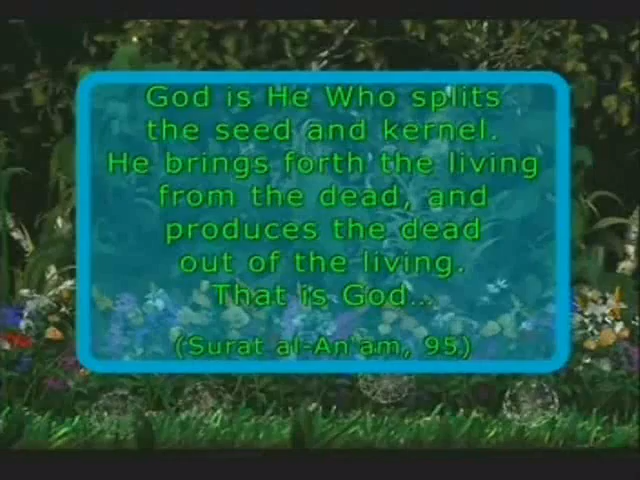 God is He Who splits
the seed and kernel.
He brings forth the living
from the dead, and
produces the dead
out of the living.
That is God...
(Surat al-An'am, 95)